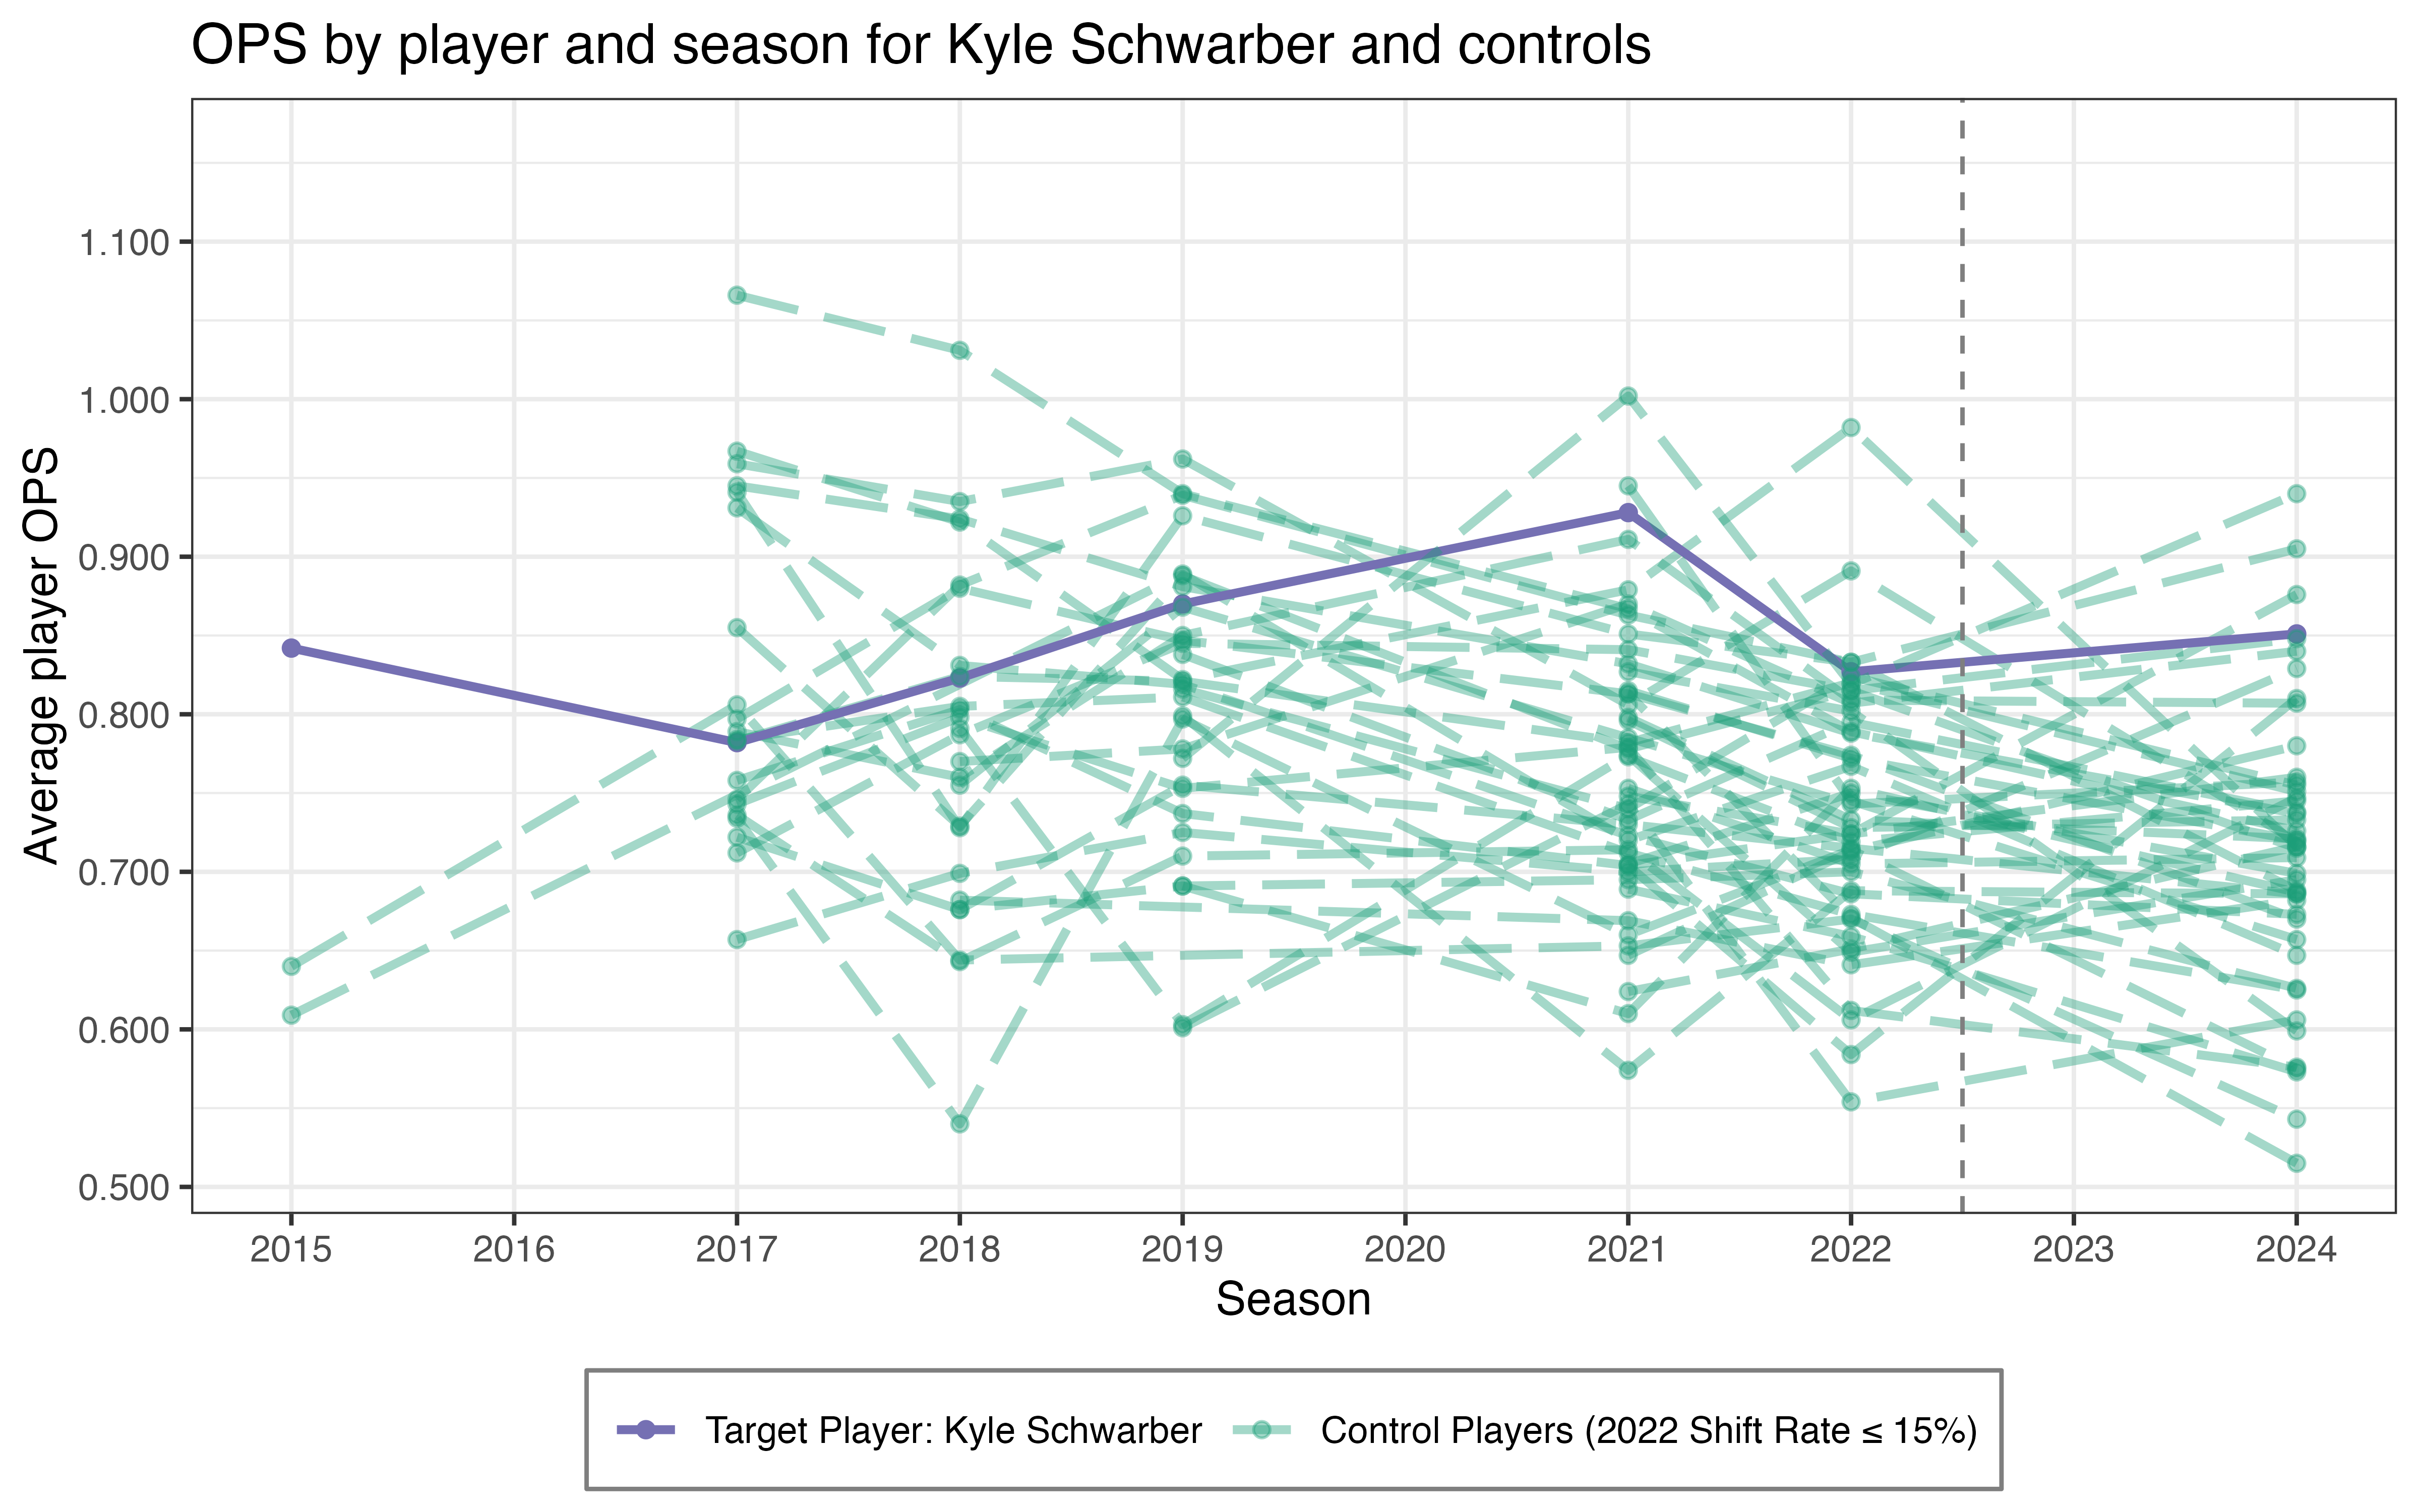 OPS by player and season for Kyle Schwarber and controls
Average player OPS
1.100
1.000
0.900
0.800
0.700
0.600
0.500
2015 2016 2017 2018 2019 2020 2021 2022 2023 2024
Season
Target Player: Kyle Schwarber Control Players (2022 Shift Rate ≤ 15%)